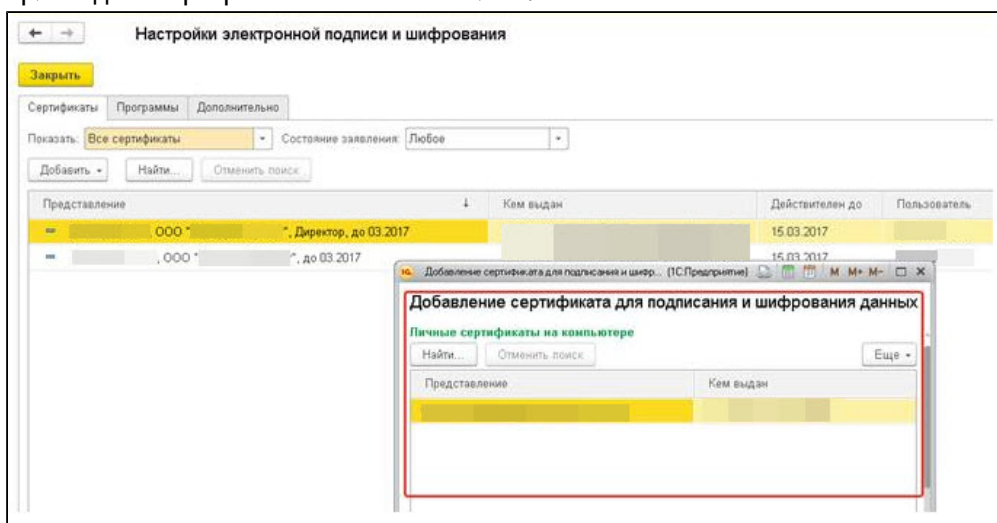 Настройки электронной подписи и шифрования
Закрыть
Сертификаты Программы Дополнительно
Показать: Все сертификаты Состояние заявления: Любое
Добавить Найти... Отменить поиск
Представление Кем выдан Действителен до Пользователь
, ООО " ", Директор, до 03.2017 15.03.2017
, ООО " ", до 03.2017 15.03.2017
Добавление сертификата для подписания и шифр... (1С:Предприятие) M M+ M-
Добавление сертификата для подписания и шифрования данных
Личные сертификаты на компьютере
Найти... Отменить поиск Еще
Представление Кем выдан